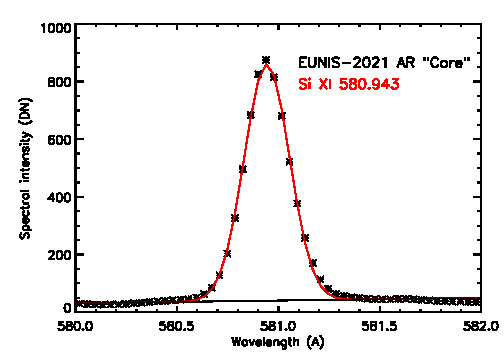 1000
800
600
400
200
0
Spectral intensity (DN)
EUNIS-2021 AR "Core"
Si XI 580.943
580.0 580.5 581.0 581.5 582.0
Wavelength (A)